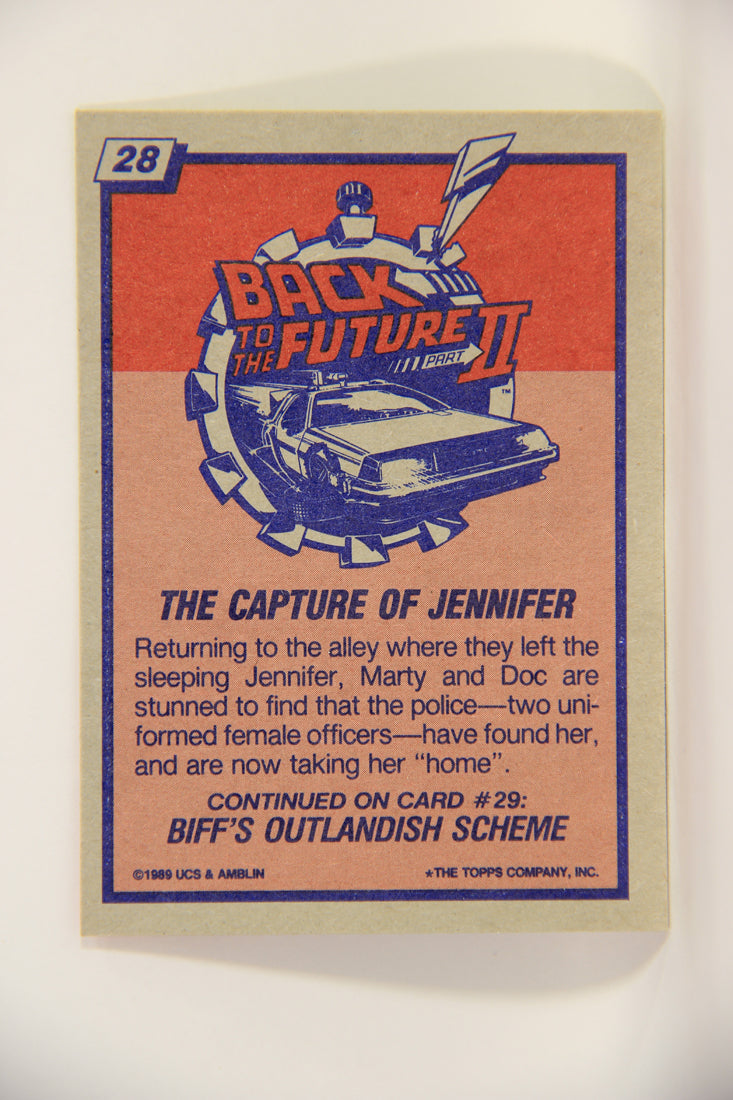 28
BACK
TO
THE FUTURE
PART II
™
THE CAPTURE OF JENNIFER
Returning to the alley where they left the
sleeping Jennifer, Marty and Doc are
stunned to find that the police—two uni-
formed female officers—have found her,
and are now taking her “home”.
CONTINUED ON CARD #29:
BIFF'S OUTLANDISH SCHEME
©1989 UCS & AMBLIN
★THE TOPPS COMPANY, INC.